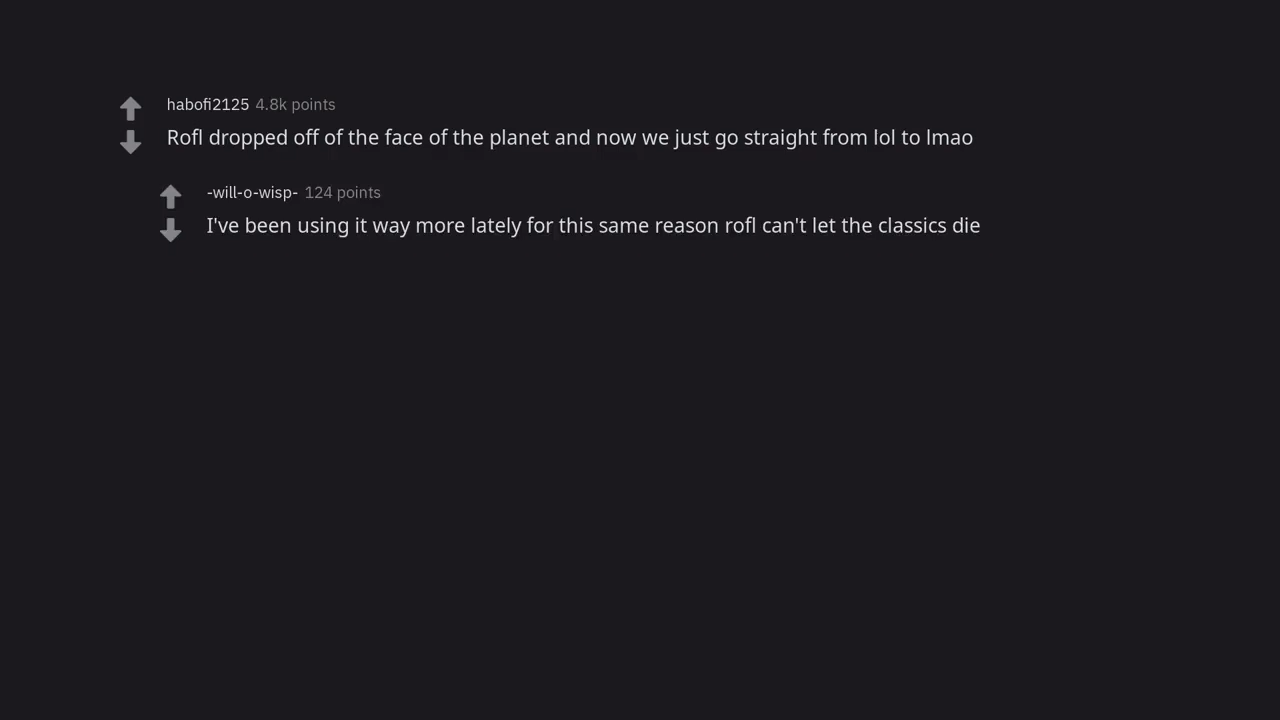 habofi2125 4.8k points
Rofl dropped off of the face of the planet and now we just go straight from lol to lmao
-will-o-wisp- 124 points
I've been using it way more lately for this same reason rofl can't let the classics die